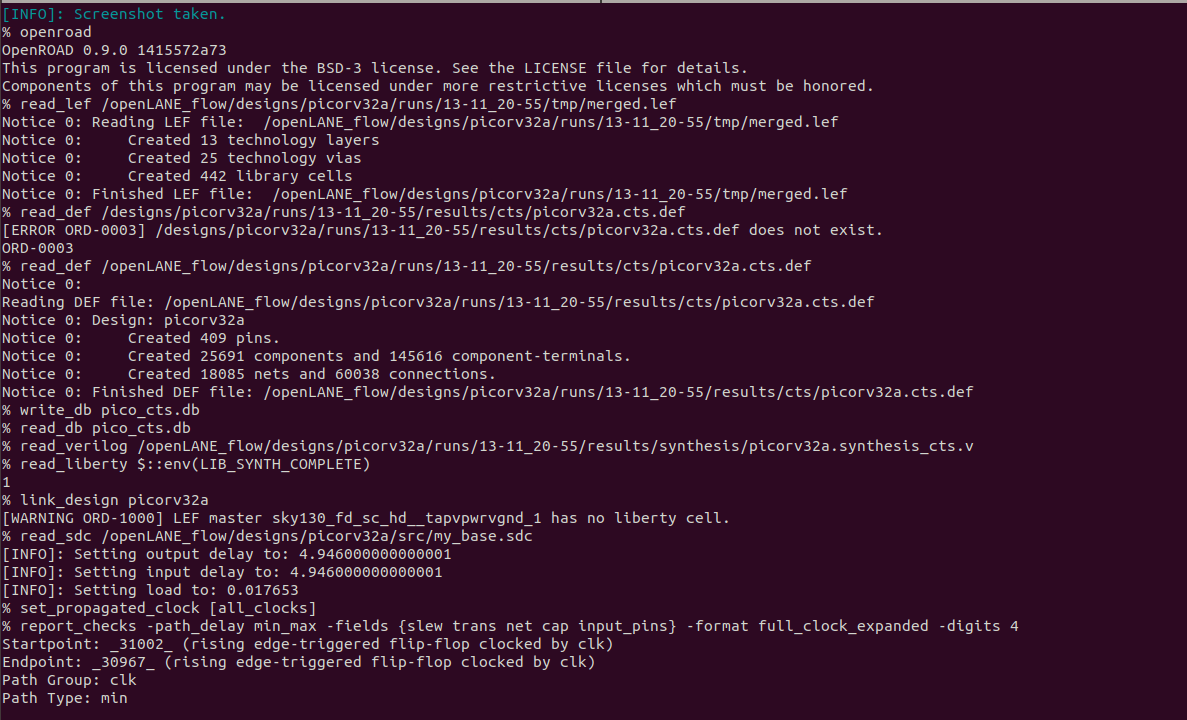 [INFO]: Screenshot taken.
% openroad
OpenROAD 0.9.0 1415572a73
This program is licensed under the BSD-3 license. See the LICENSE file for details.
Components of this program may be licensed under more restrictive licenses which must be honored.
% read_lef /openLANE_flow/designs/picorv32a/runs/13-11_20-55/tmp/merged.lef
Notice 0: Reading LEF file:  /openLANE_flow/designs/picorv32a/runs/13-11_20-55/tmp/merged.lef
Notice 0:     Created 13 technology layers
Notice 0:     Created 25 technology vias
Notice 0:     Created 442 library cells
Notice 0: Finished LEF file:  /openLANE_flow/designs/picorv32a/runs/13-11_20-55/tmp/merged.lef
% read_def /designs/picorv32a/runs/13-11_20-55/results/cts/picorv32a.cts.def
[ERROR ORD-0003] /designs/picorv32a/runs/13-11_20-55/results/cts/picorv32a.cts.def does not exist.
ORD-0003
% read_def /openLANE_flow/designs/picorv32a/runs/13-11_20-55/results/cts/picorv32a.cts.def
Notice 0:
Reading DEF file: /openLANE_flow/designs/picorv32a/runs/13-11_20-55/results/cts/picorv32a.cts.def
Notice 0: Design: picorv32a
Notice 0:     Created 409 pins.
Notice 0:     Created 25691 components and 145616 component-terminals.
Notice 0:     Created 18085 nets and 60038 connections.
Notice 0: Finished DEF file: /openLANE_flow/designs/picorv32a/runs/13-11_20-55/results/cts/picorv32a.cts.def
% write_db pico_cts.db
% read_db pico_cts.db
% read_verilog /openLANE_flow/designs/picorv32a/runs/13-11_20-55/results/synthesis/picorv32a.synthesis_cts.v
% read_liberty $::env(LIB_SYNTH_COMPLETE)
1
% link_design picorv32a
[WARNING ORD-1000] LEF master sky130_fd_sc_hd__tapvpwrvgnd_1 has no liberty cell.
% read_sdc /openLANE_flow/designs/picorv32a/src/my_base.sdc
[INFO]: Setting output delay to: 4.946000000000001
[INFO]: Setting input delay to: 4.946000000000001
[INFO]: Setting load to: 0.017653
% set_propagated_clock [all_clocks]
% report_checks -path_delay min_max -fields {slew trans net cap input_pins} -format full_clock_expanded -digits 4
Startpoint: _31002_ (rising edge-triggered flip-flop clocked by clk)
Endpoint: _30967_ (rising edge-triggered flip-flop clocked by clk)
Path Group: clk
Path Type: min